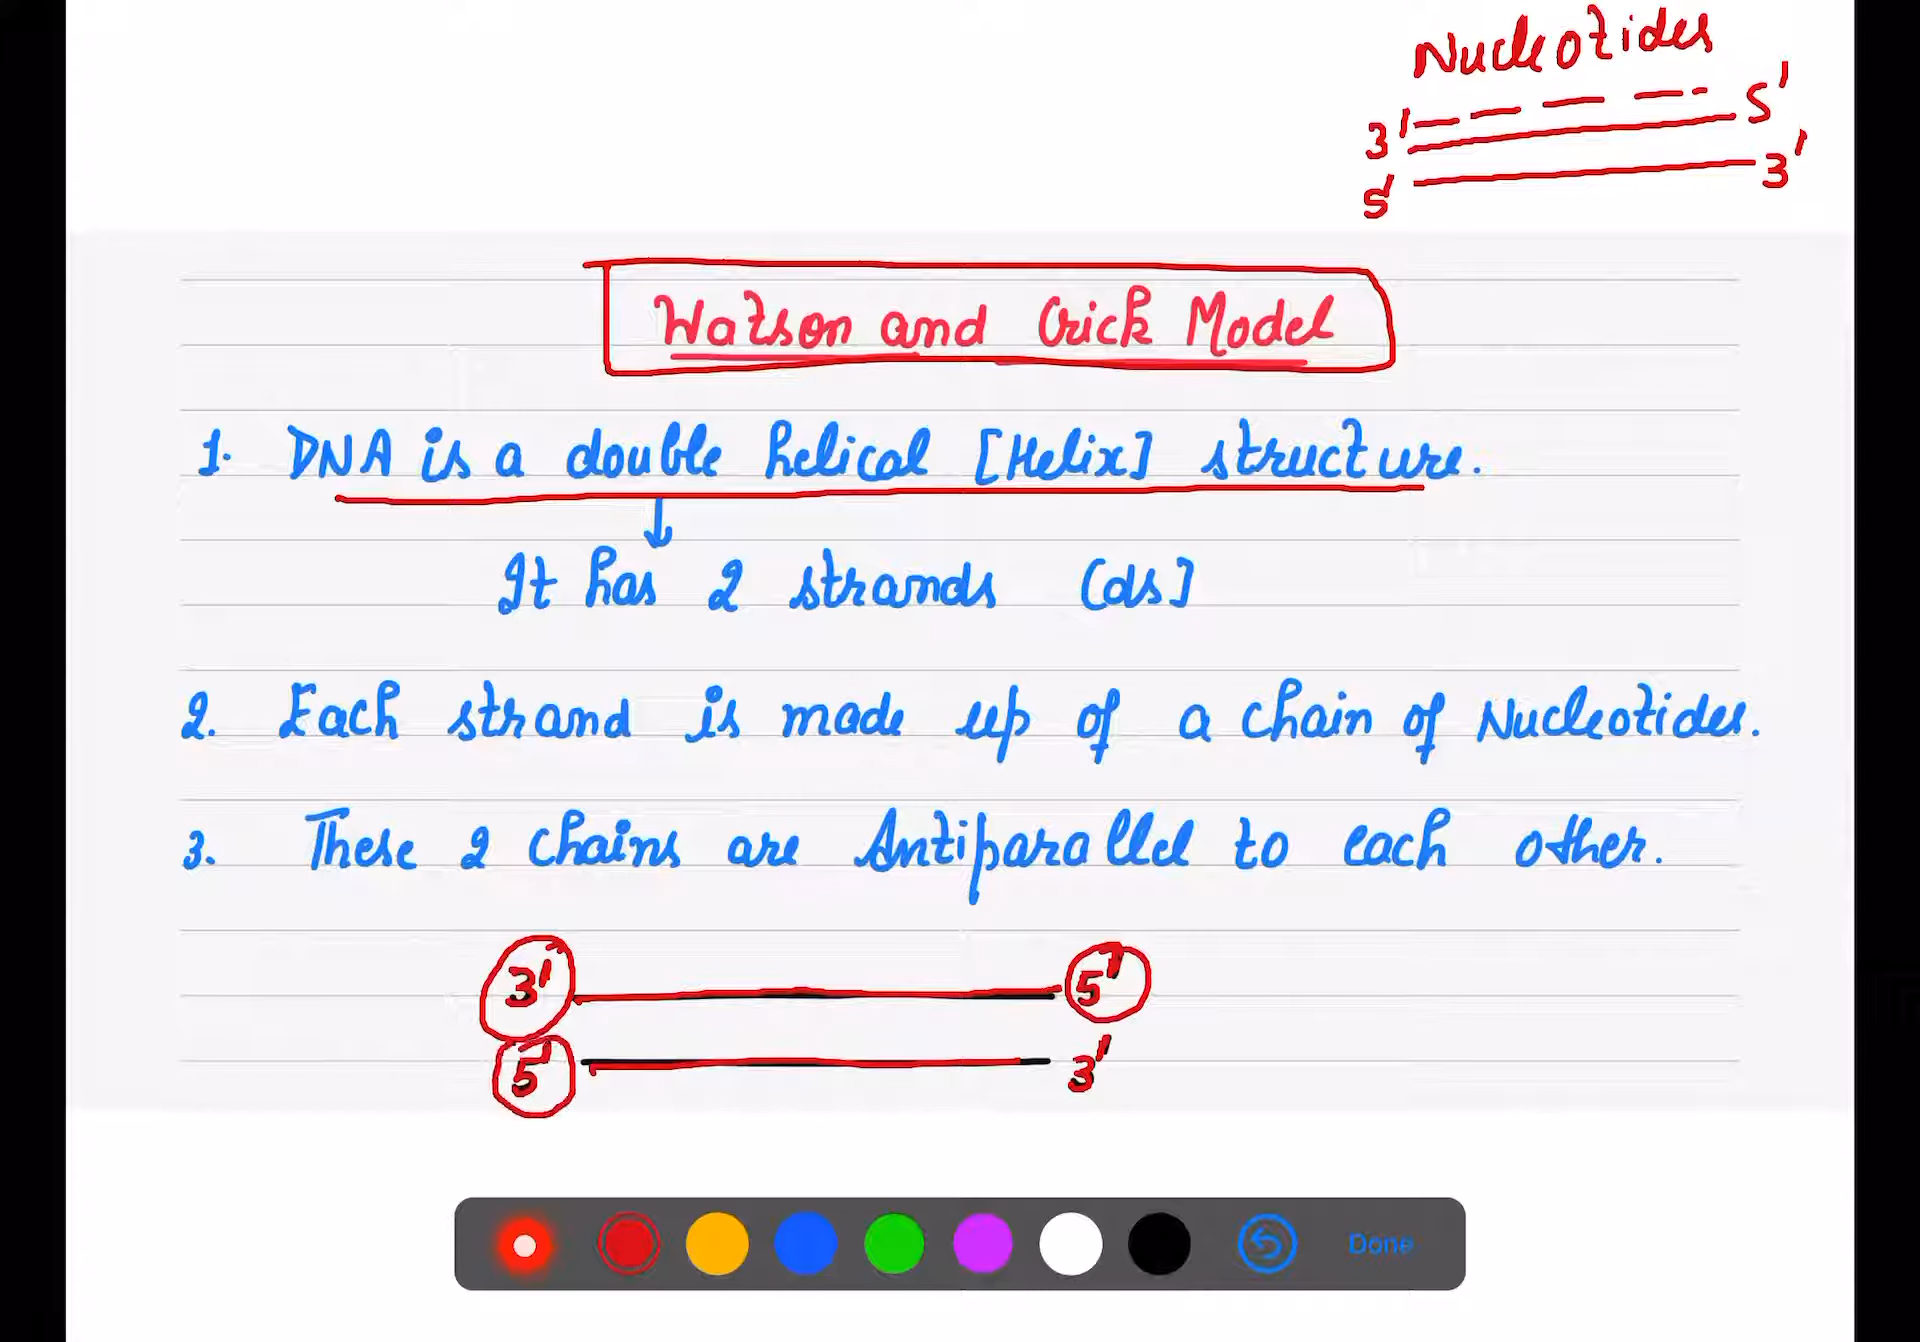 Nucleotides
3' 5'
5' 3'
Watson and Crick Model
1. DNA is a double helical [Helix] structure.
↓
It has 2 strands (ds]
2. Each strand is made up of a chain of Nucleotides.
3. These 2 chains are Antiparallel to each other.
3' 5'
5' 3'
Done